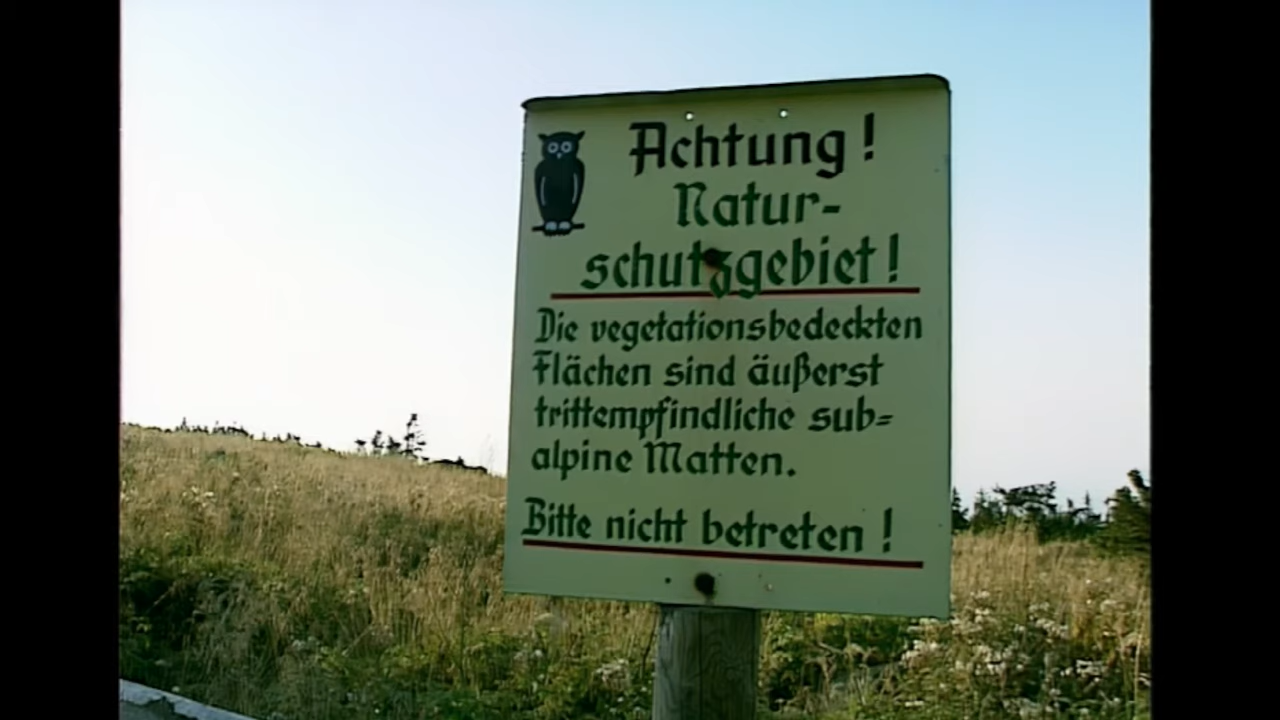 Achtung!
Natur-
schutzgebiet!
Die vegetationsbedeckten
Flächen sind äußerst
trittempfindliche sub=
alpine Matten.
Bitte nicht betreten!